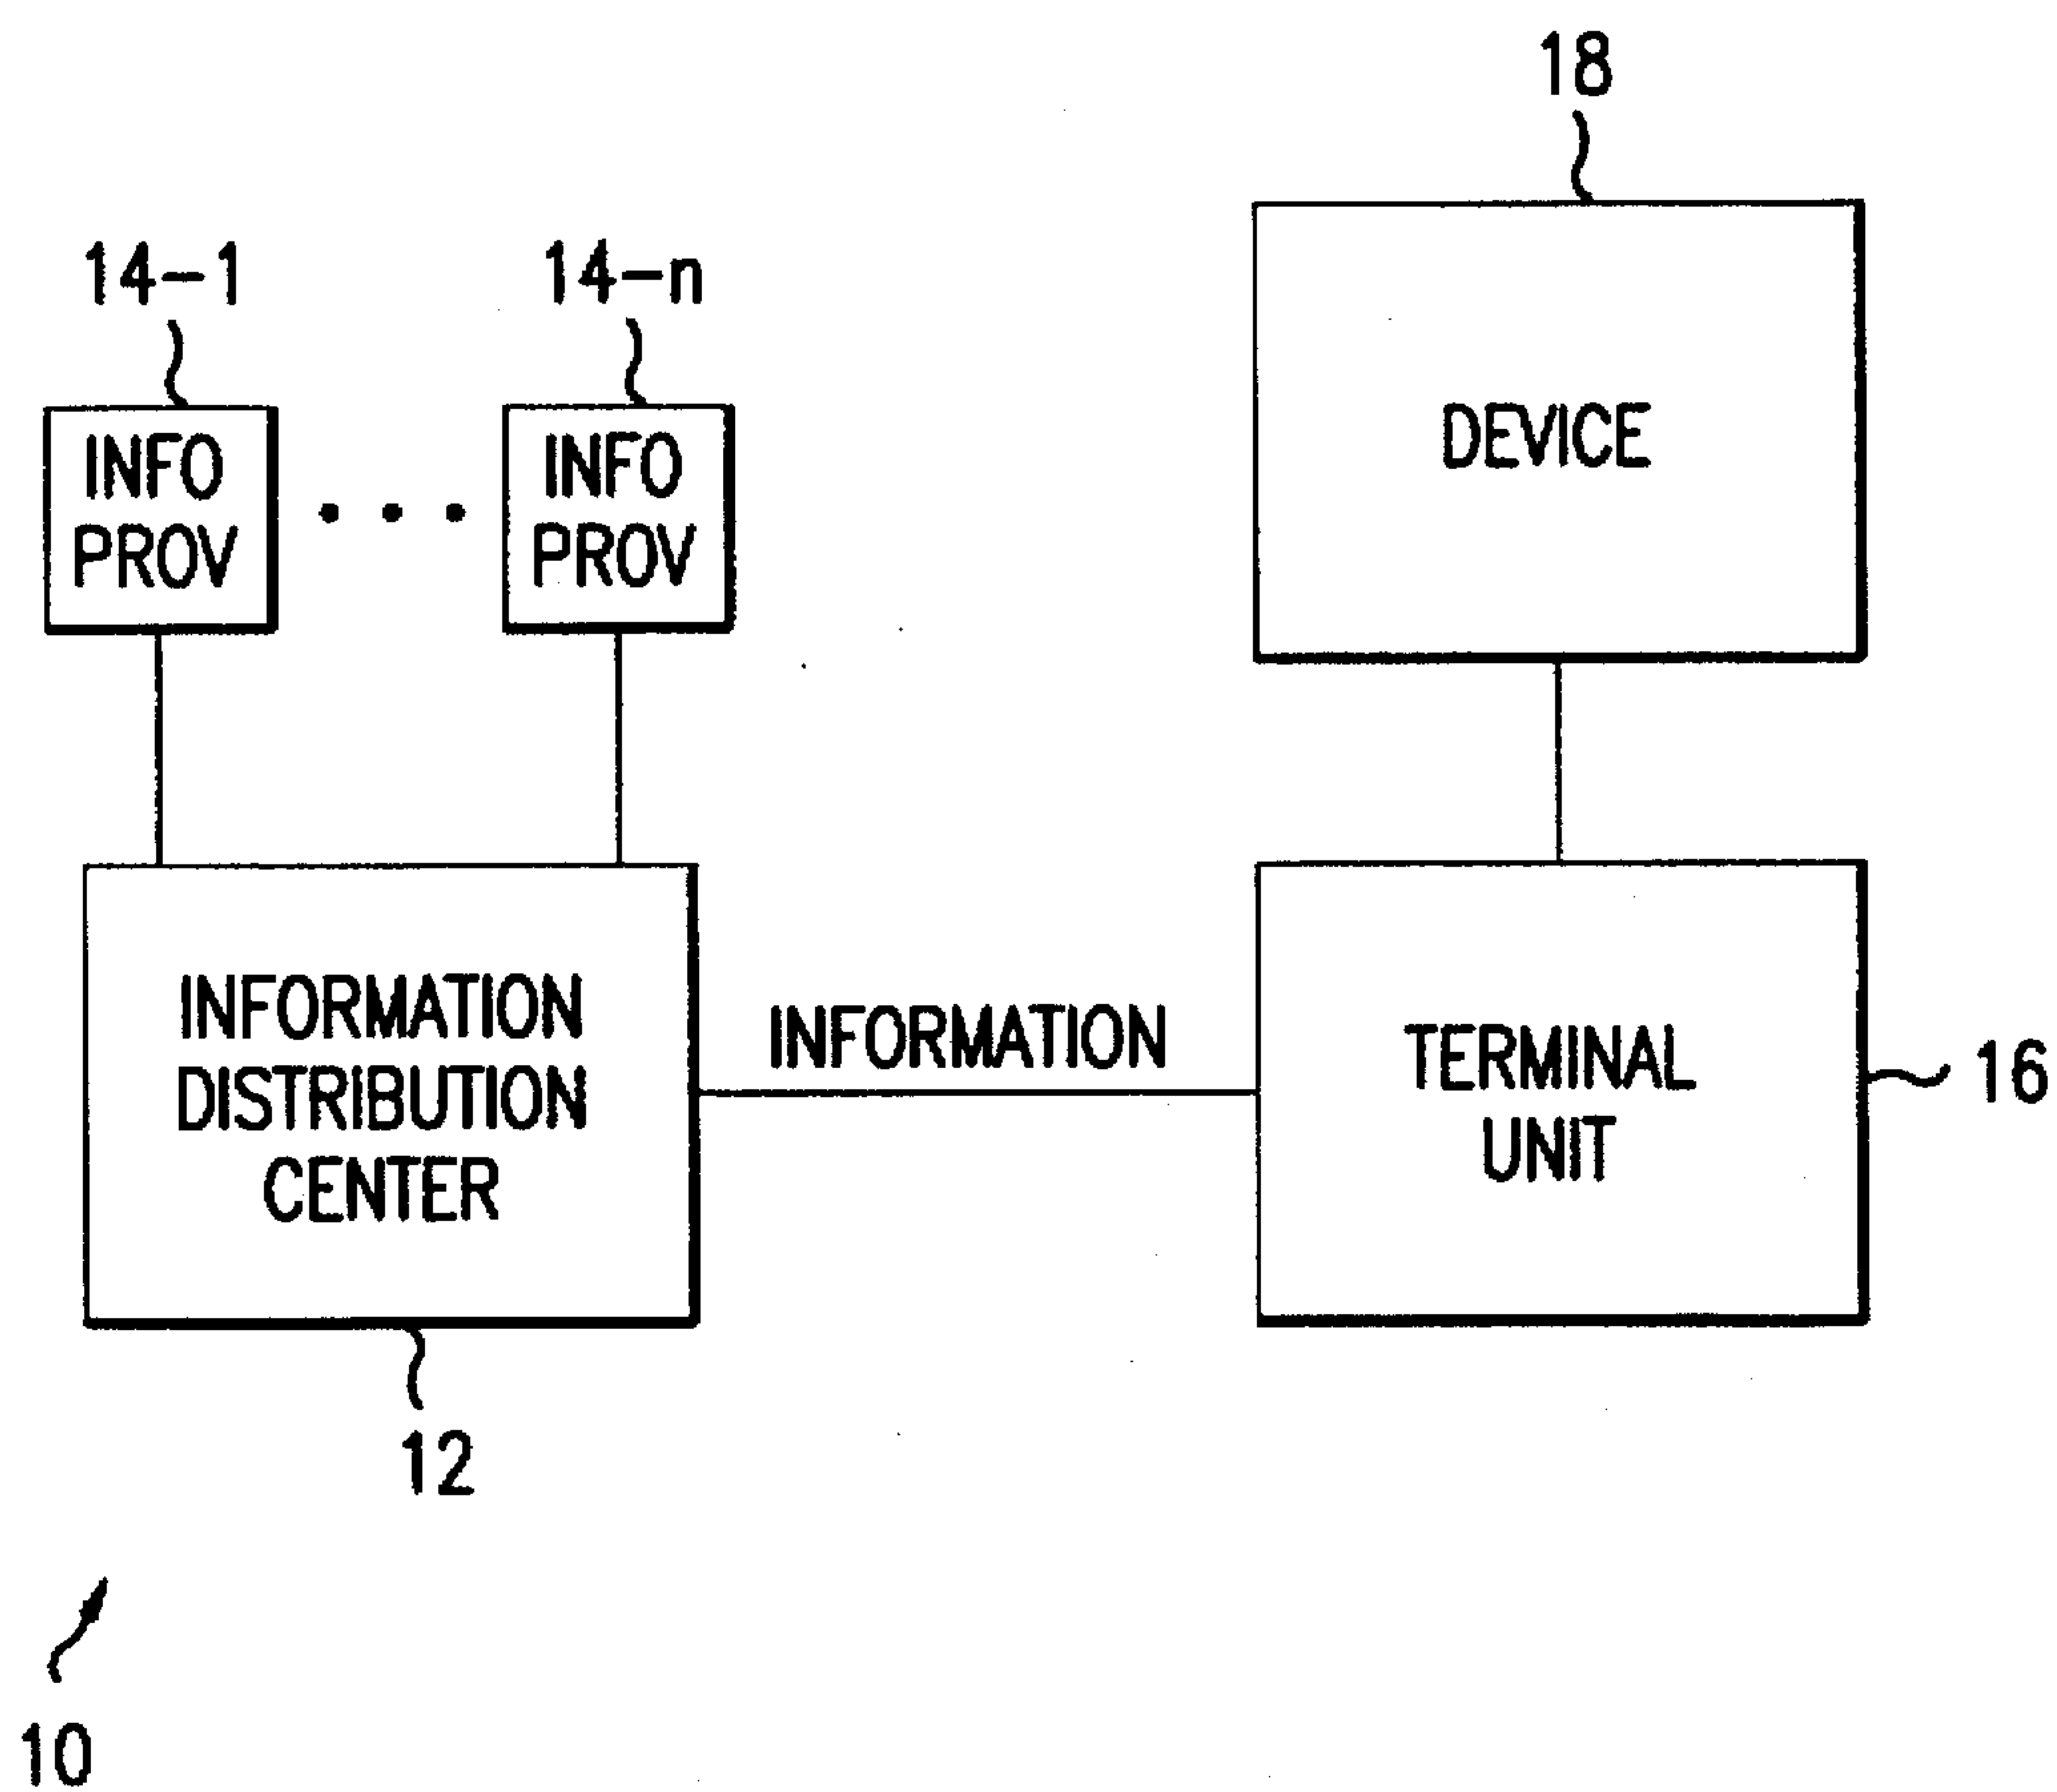 18
14-1
14-n
INFO
PROV
INFO
PROV
DEVICE
INFORMATION
DISTRIBUTION
CENTER
INFORMATION
TERMINAL
UNIT
16
12
10